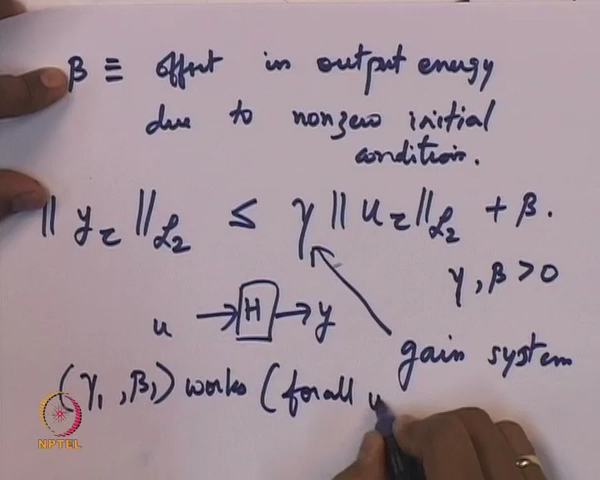 β ≡ offset in output energy
due to nonzero initial
condition.
‖ y_τ ‖_{ℒ₂} ≤ γ ‖ u_τ ‖_{ℒ₂} + β.
γ, β > 0
u → H → y
gain system
(γ₁, β₁) works (for all u
NPTEL